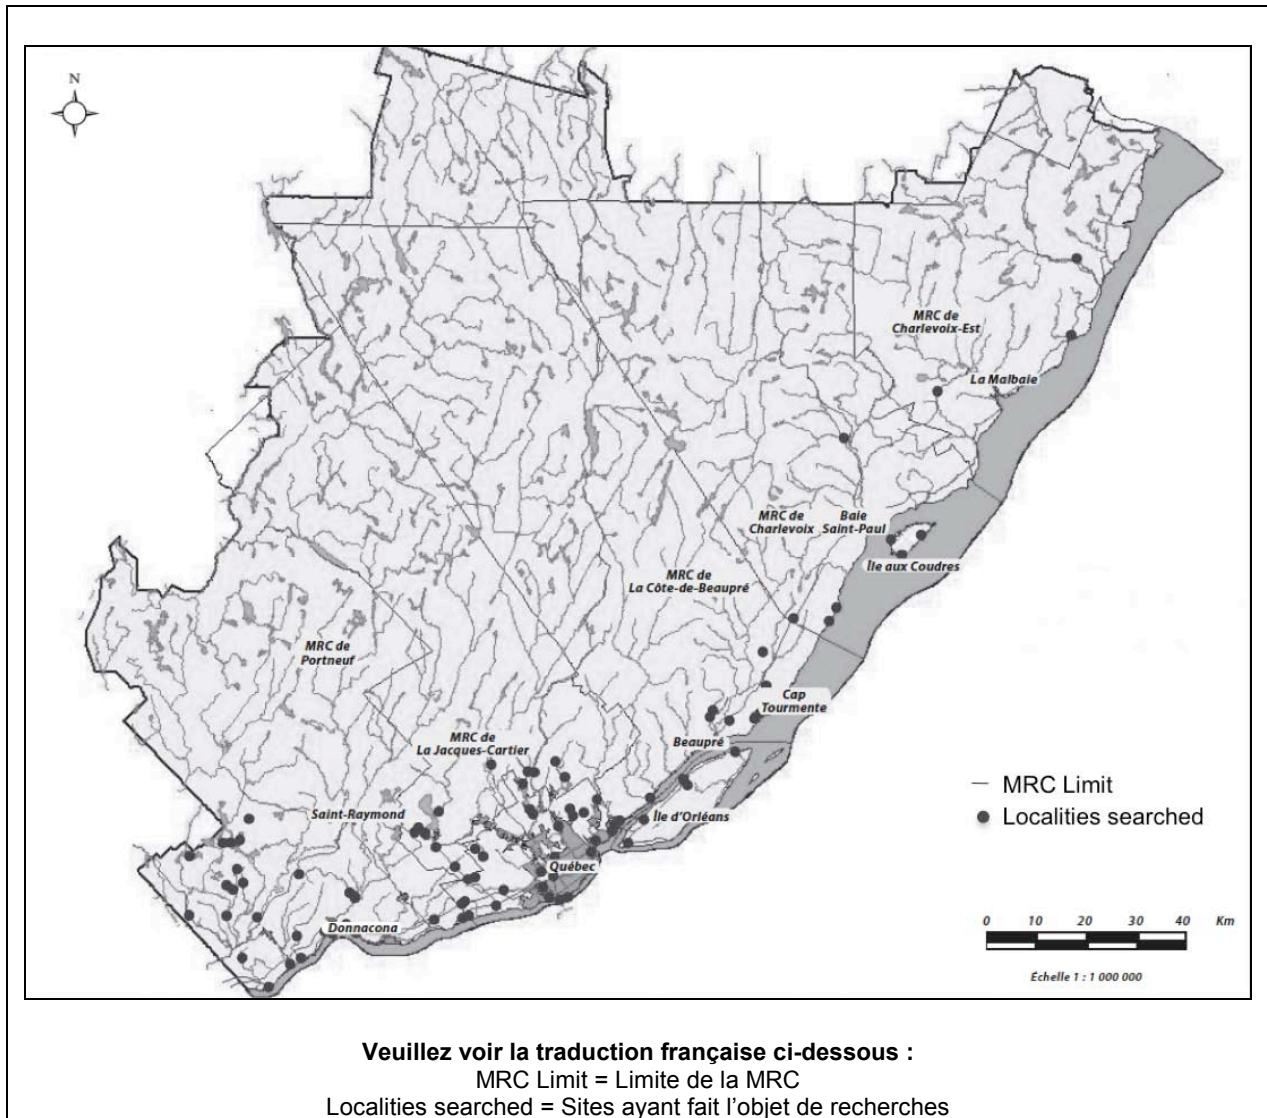 N
MRC de
Charlevoix-Est
La Malbaie
MRC de
Charlevoix
Baie
Saint-Paul
Île aux Coudres
MRC de
La Côte-de-Beaupré
MRC de
Portneuf
Cap
Tourmente
MRC de
La Jacques-Cartier
Beaupré
Saint-Raymond
Île d'Orléans
Québec
Donnacona
MRC Limit
Localities searched
0 10 20 30 40 Km
Échelle 1 : 1 000 000
Veuillez voir la traduction française ci-dessous :
MRC Limit = Limite de la MRC
Localities searched = Sites ayant fait l’objet de recherches